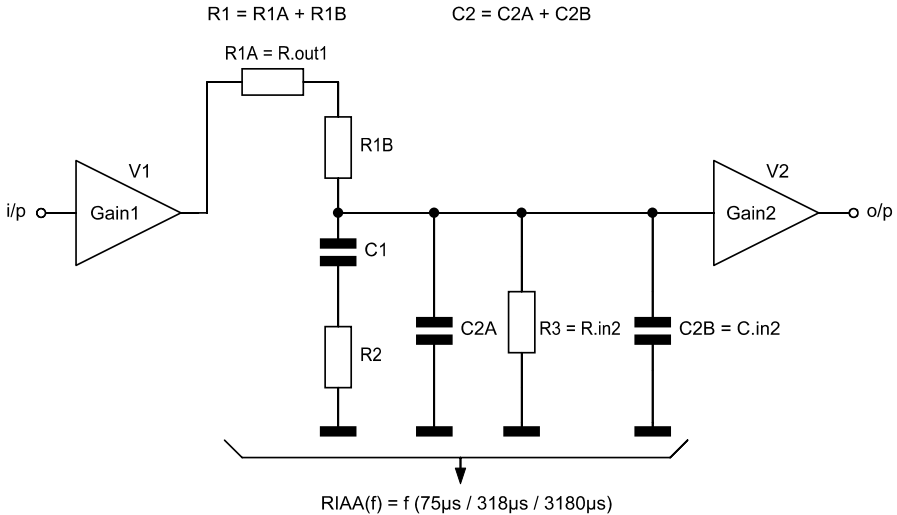 R1 = R1A + R1B
C2 = C2A + C2B
R1A = R.out1
R1B
V1
V2
i/p
Gain1
Gain2
o/p
C1
C2A
R3 = R.in2
C2B = C.in2
R2
RIAA(f) = f (75µs / 318µs / 3180µs)